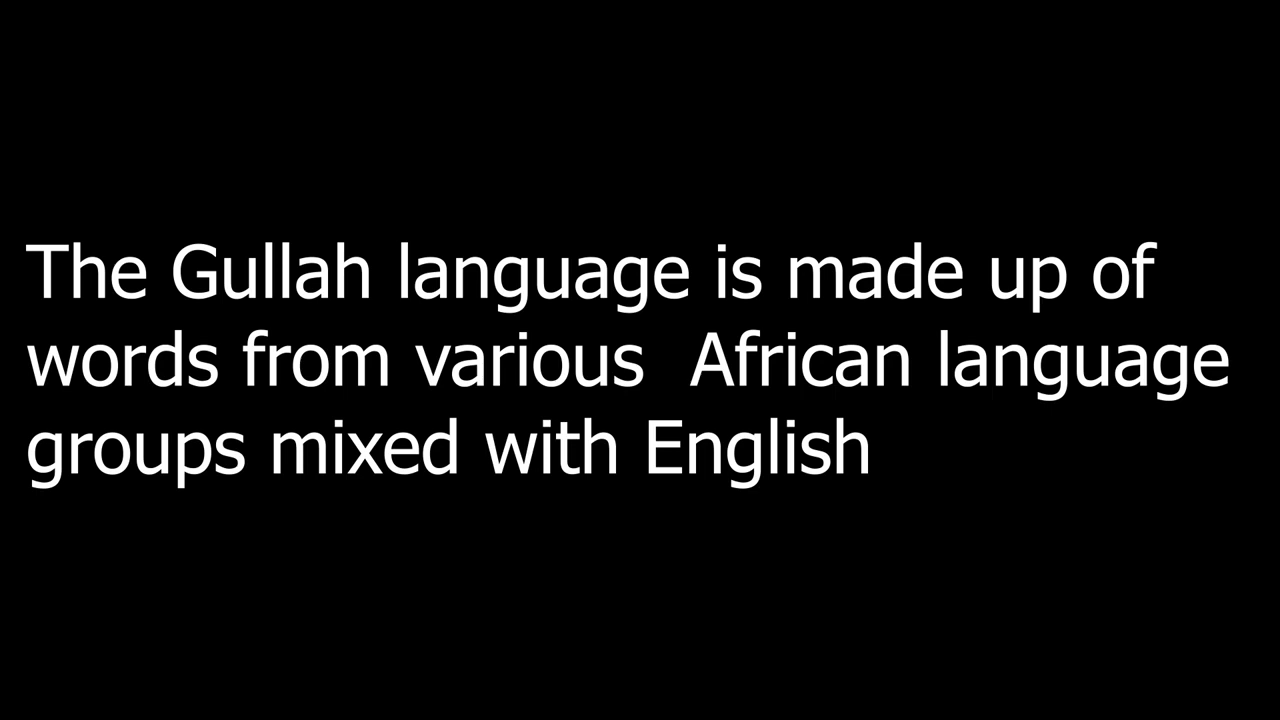 The Gullah language is made up of
words from various  African language
groups mixed with English